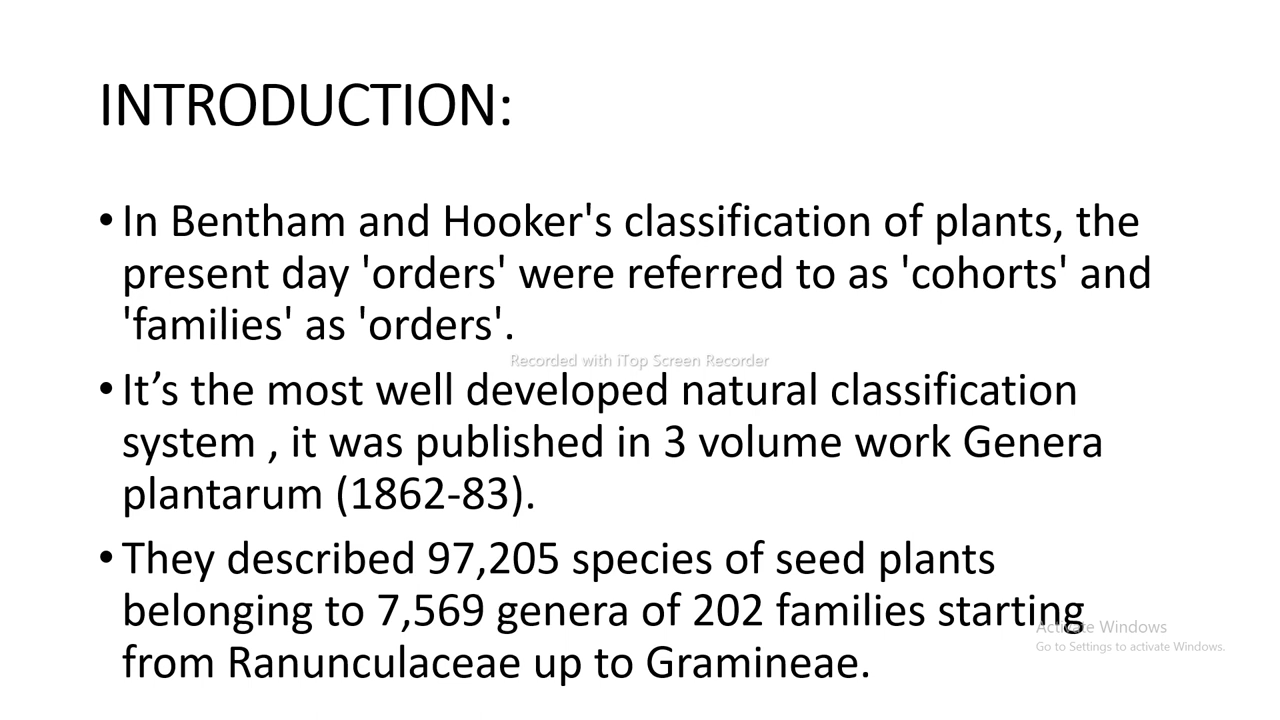 INTRODUCTION:
•In Bentham and Hooker's classification of plants, the
present day 'orders' were referred to as 'cohorts' and
'families' as 'orders'.
Recorded with iTop Screen Recorder
•It’s the most well developed natural classification
system , it was published in 3 volume work Genera
plantarum (1862-83).
•They described 97,205 species of seed plants
belonging to 7,569 genera of 202 families starting
Activate Windows
Go to Settings to activate Windows.
from Ranunculaceae up to Gramineae.